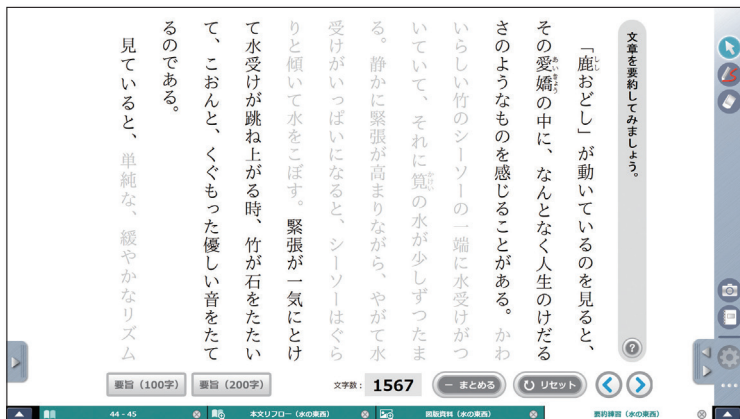 文章を要約してみましょう。
?
「鹿おどし」が動いているのを見ると、
しし
その愛嬌の中に、なんとなく人生のけだる
あいきょう
さのようなものを感じることがある。かわ
いらしい竹のシーソーの一端に水受けがつ
いていて、それに筧の水が少しずつたま
かけい
る。静かに緊張が高まりながら、やがて水
受けがいっぱいになると、シーソーはぐら
りと傾いて水をこぼす。緊張が一気にとけ
て水受けが跳ね上がる時、竹が石をたたい
て、こおんと、くぐもった優しい音をたて
るのである。
見ていると、単純な、緩やかなリズム
要旨(100字)
要旨(200字)
文字数: 1567
− まとめる
リセット
44 - 45
本文リフロー(水の東西)
図版資料(水の東西)
要約練習(水の東西)